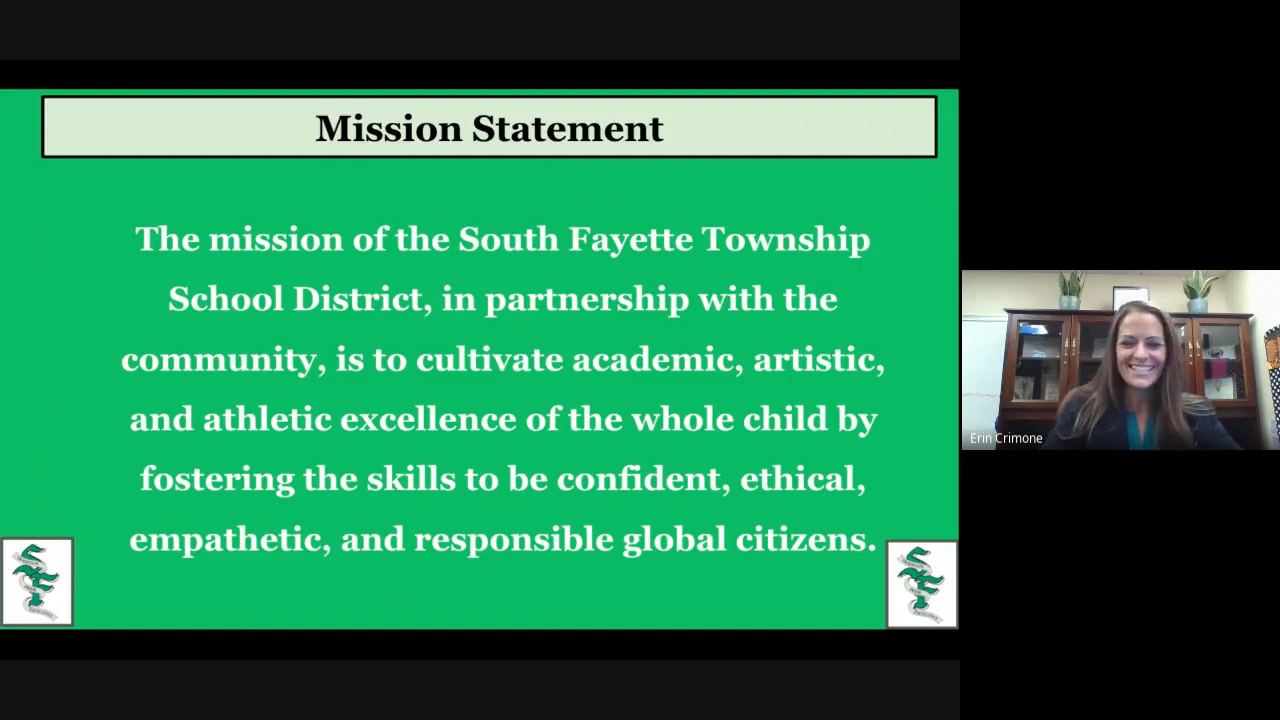 Mission Statement
The mission of the South Fayette Township
School District, in partnership with the
community, is to cultivate academic, artistic,
and athletic excellence of the whole child by
fostering the skills to be confident, ethical,
empathetic, and responsible global citizens.
Erin Crimone